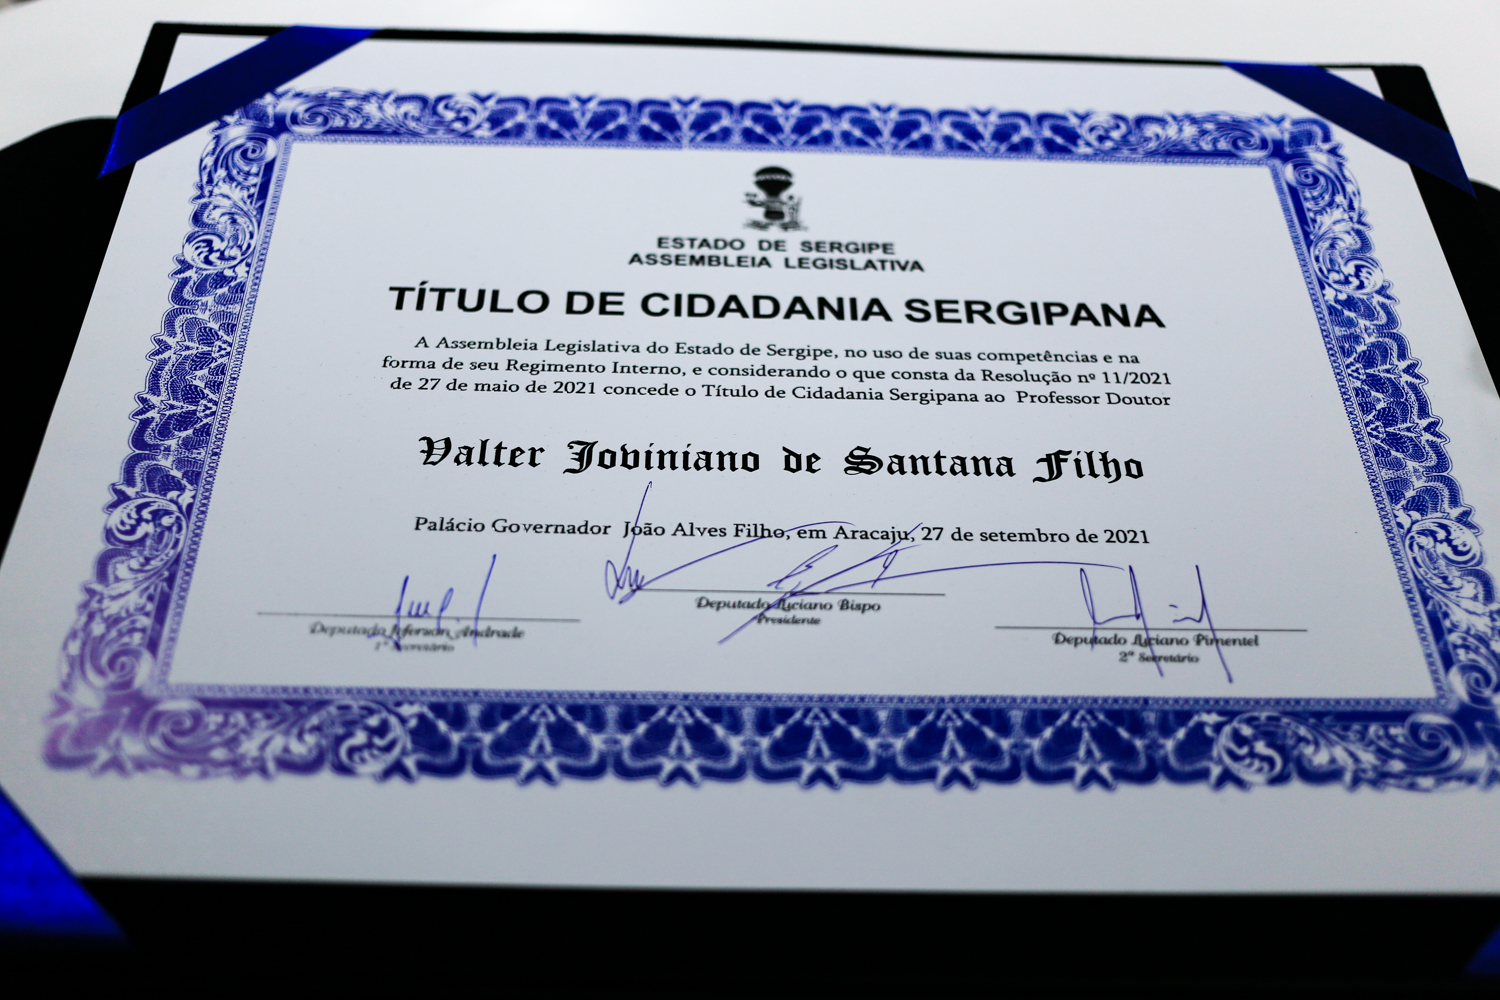 ESTADO DE SERGIPE
ASSEMBLEIA LEGISLATIVA
TÍTULO DE CIDADANIA SERGIPANA
A Assembleia Legislativa do Estado de Sergipe, no uso de suas competências e na
forma de seu Regimento Interno, e considerando o que consta da Resolução nº 11/2021
de 27 de maio de 2021 concede o Título de Cidadania Sergipana ao Professor Doutor
Valter Joviniano de Santana Filho
Palácio Governador João Alves Filho, em Aracaju, 27 de setembro de 2021
Deputado Luciano Bispo
Presidente
Deputado Jeferson Andrade
1º Secretário
Deputado Luciano Pimentel
2º Secretário